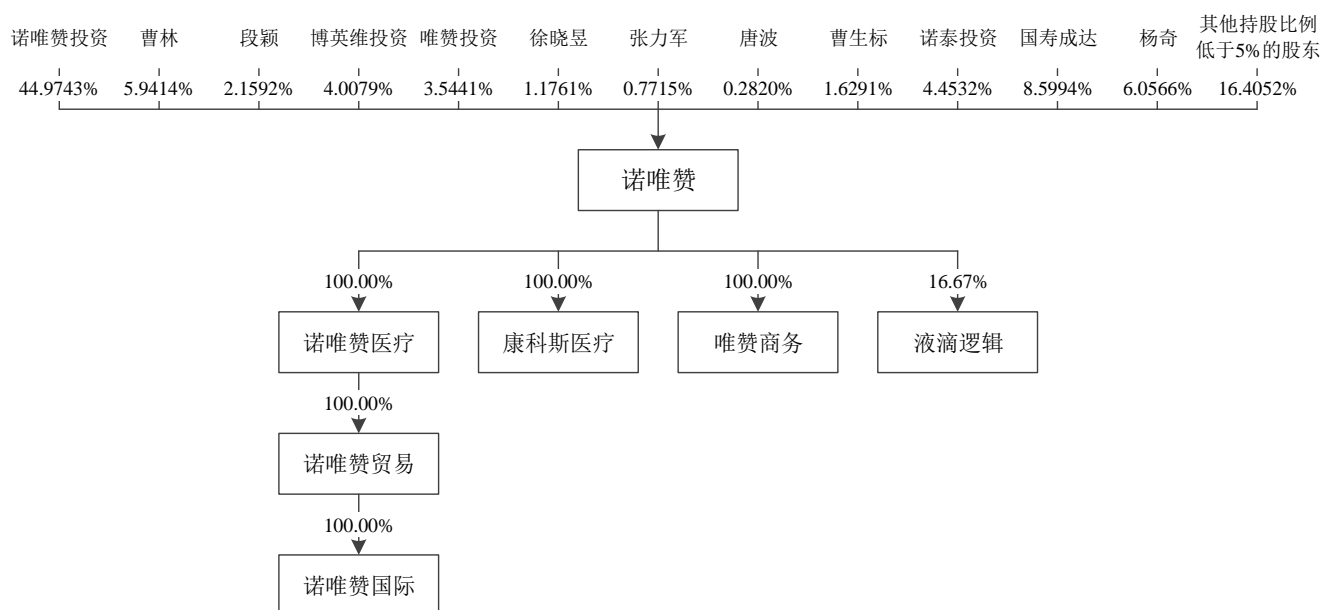 诺唯赞投资
曹林
段颖
博英维投资
唯赞投资
徐晓昱
张力军
唐波
曹生标
诺泰投资
国寿成达
杨奇
其他持股比例
低于5%的股东
44.9743%
5.9414%
2.1592%
4.0079%
3.5441%
1.1761%
0.7715%
0.2820%
1.6291%
4.4532%
8.5994%
6.0566%
16.4052%
诺唯赞
100.00%
100.00%
100.00%
16.67%
诺唯赞医疗
康科斯医疗
唯赞商务
液滴逻辑
100.00%
诺唯赞贸易
100.00%
诺唯赞国际